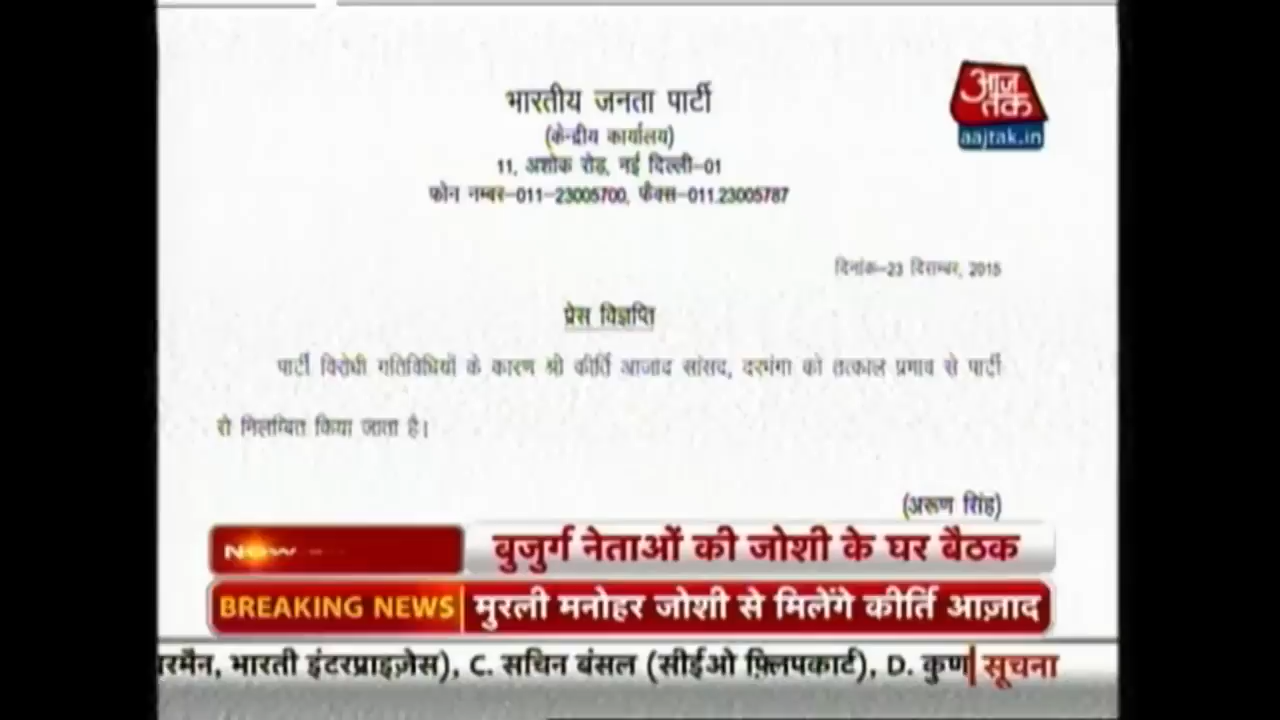 आज
तक
aajtak.in
भारतीय जनता पार्टी
(केन्द्रीय कार्यालय)
11, अशोक रोड, नई दिल्ली-01
फोन नम्बर-011-23005700, फैक्स-011.23005787
दिनांक-23 दिसम्बर, 2015
प्रेस विज्ञप्ति
पार्टी विरोधी गतिविधियों के कारण श्री कीर्ति आजाद सांसद, दरभंगा को तत्काल प्रभाव से पार्टी
से निलम्बित किया जाता है।
(अरूण सिंह)
NOW
बुजुर्ग नेताओं की जोशी के घर बैठक
BREAKING NEWS मुरली मनोहर जोशी से मिलेंगे कीर्ति आज़ाद
रमैन, भारती इंटरप्राइज़ेस), C. सचिन बंसल (सीईओ फ़्लिपकार्ट), D. कुण सूचना